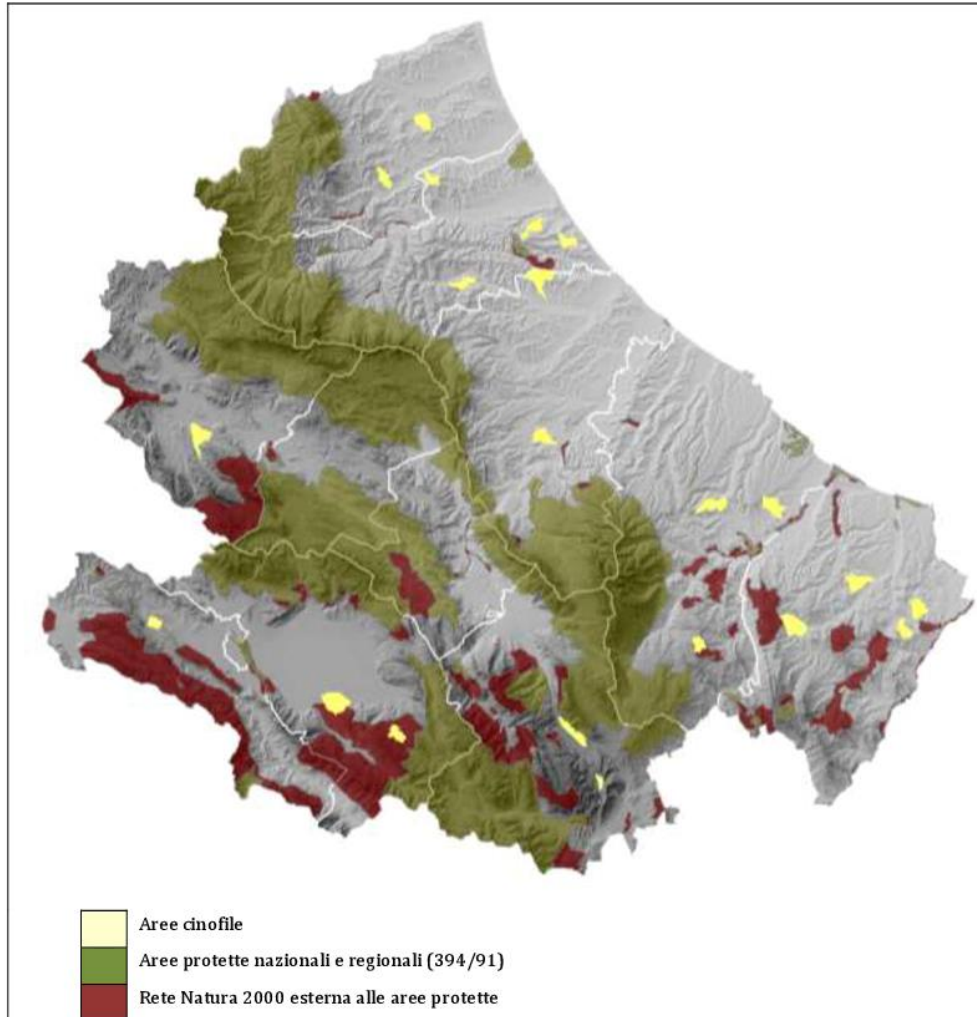 Aree cinofile
Aree protette nazionali e regionali (394/91)
Rete Natura 2000 esterna alle aree protette